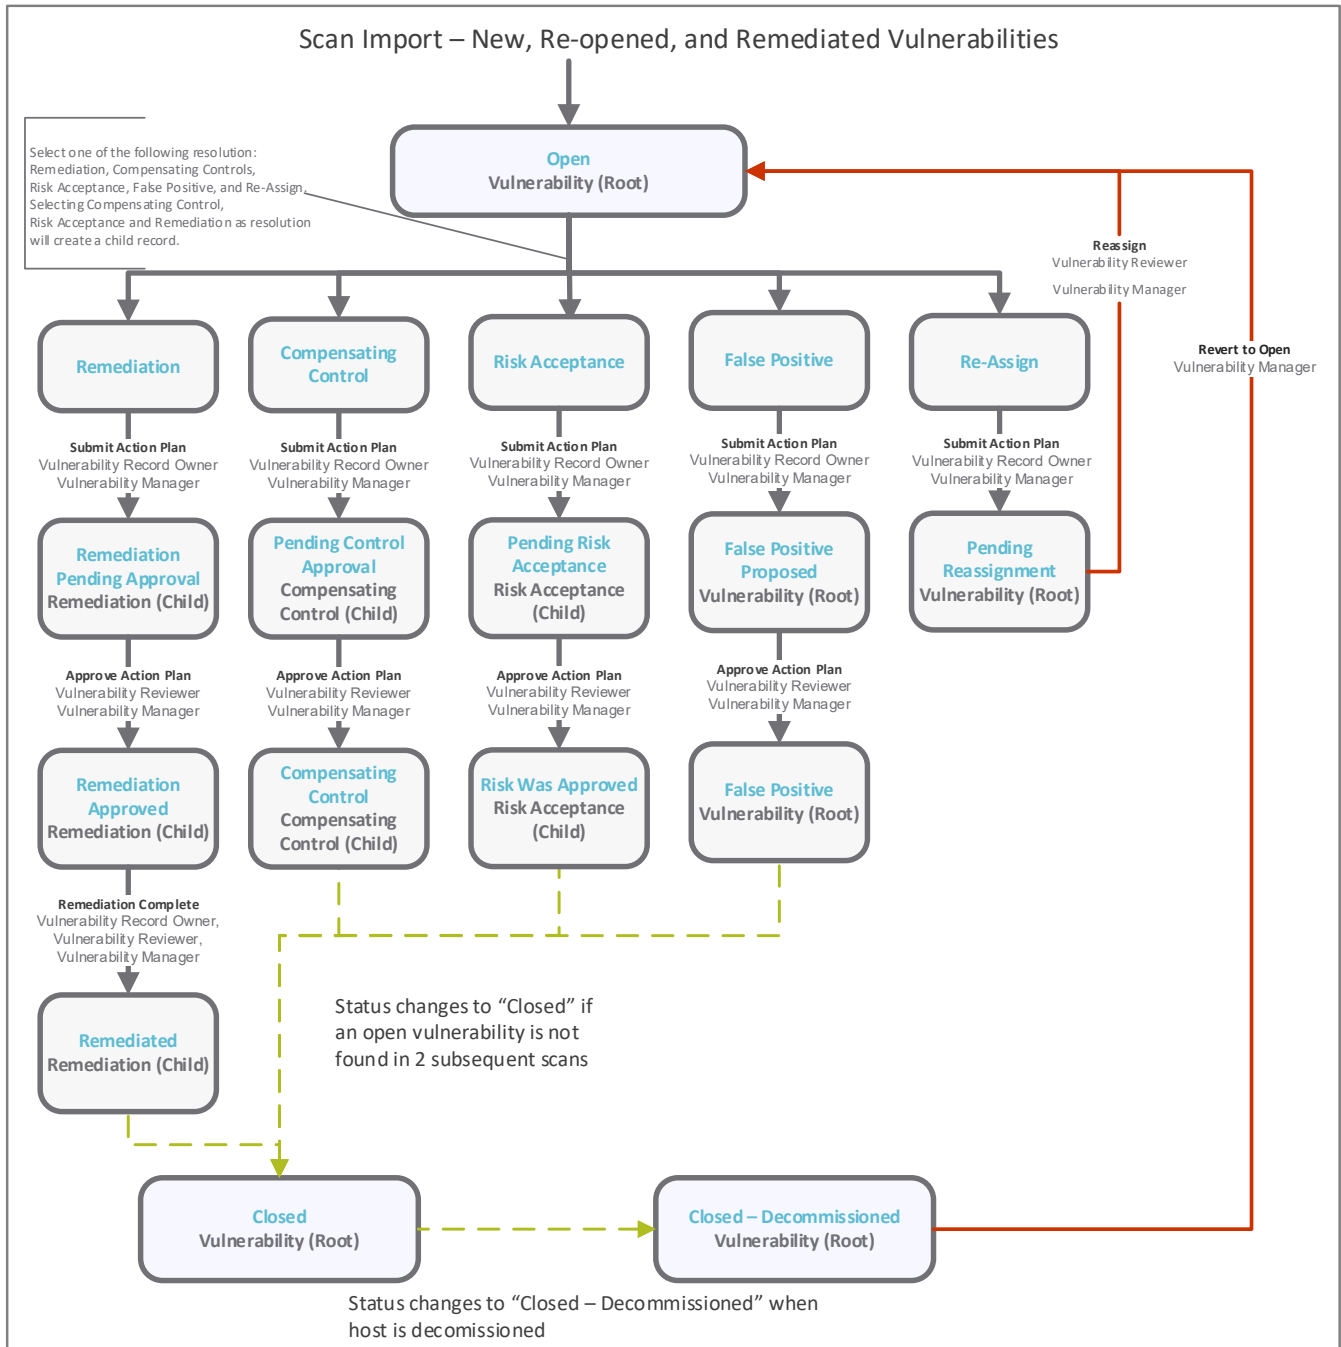 Scan Import – New, Re-opened, and Remediated Vulnerabilities
Select one of the following resolution:
Remediation, Compensating Controls,
Risk Acceptance, False Positive, and Re-Assign.
Selecting Compensating Control,
Risk Acceptance and Remediation as resolution
will create a child record.
Open
Vulnerability (Root)
Reassign
Vulnerability Reviewer
Vulnerability Manager
Revert to Open
Vulnerability Manager
Remediation
Compensating
Control
Risk Acceptance
False Positive
Re-Assign
Submit Action Plan
Vulnerability Record Owner
Vulnerability Manager
Submit Action Plan
Vulnerability Record Owner
Vulnerability Manager
Submit Action Plan
Vulnerability Record Owner
Vulnerability Manager
Submit Action Plan
Vulnerability Record Owner
Vulnerability Manager
Submit Action Plan
Vulnerability Record Owner
Vulnerability Manager
Remediation
Pending Approval
Remediation (Child)
Pending Control
Approval
Compensating
Control (Child)
Pending Risk
Acceptance
Risk Acceptance
(Child)
False Positive
Proposed
Vulnerability (Root)
Pending
Reassignment
Vulnerability (Root)
Approve Action Plan
Vulnerability Reviewer
Vulnerability Manager
Approve Action Plan
Vulnerability Reviewer
Vulnerability Manager
Approve Action Plan
Vulnerability Reviewer
Vulnerability Manager
Approve Action Plan
Vulnerability Reviewer
Vulnerability Manager
Remediation
Approved
Remediation (Child)
Compensating
Control
Compensating
Control (Child)
Risk Was Approved
Risk Acceptance
(Child)
False Positive
Vulnerability (Root)
Remediation Complete
Vulnerability Record Owner,
Vulnerability Reviewer,
Vulnerability Manager
Remediated
Remediation (Child)
Status changes to “Closed” if
an open vulnerability is not
found in 2 subsequent scans
Closed
Vulnerability (Root)
Closed – Decommissioned
Vulnerability (Root)
Status changes to “Closed – Decommissioned” when
host is decomissioned